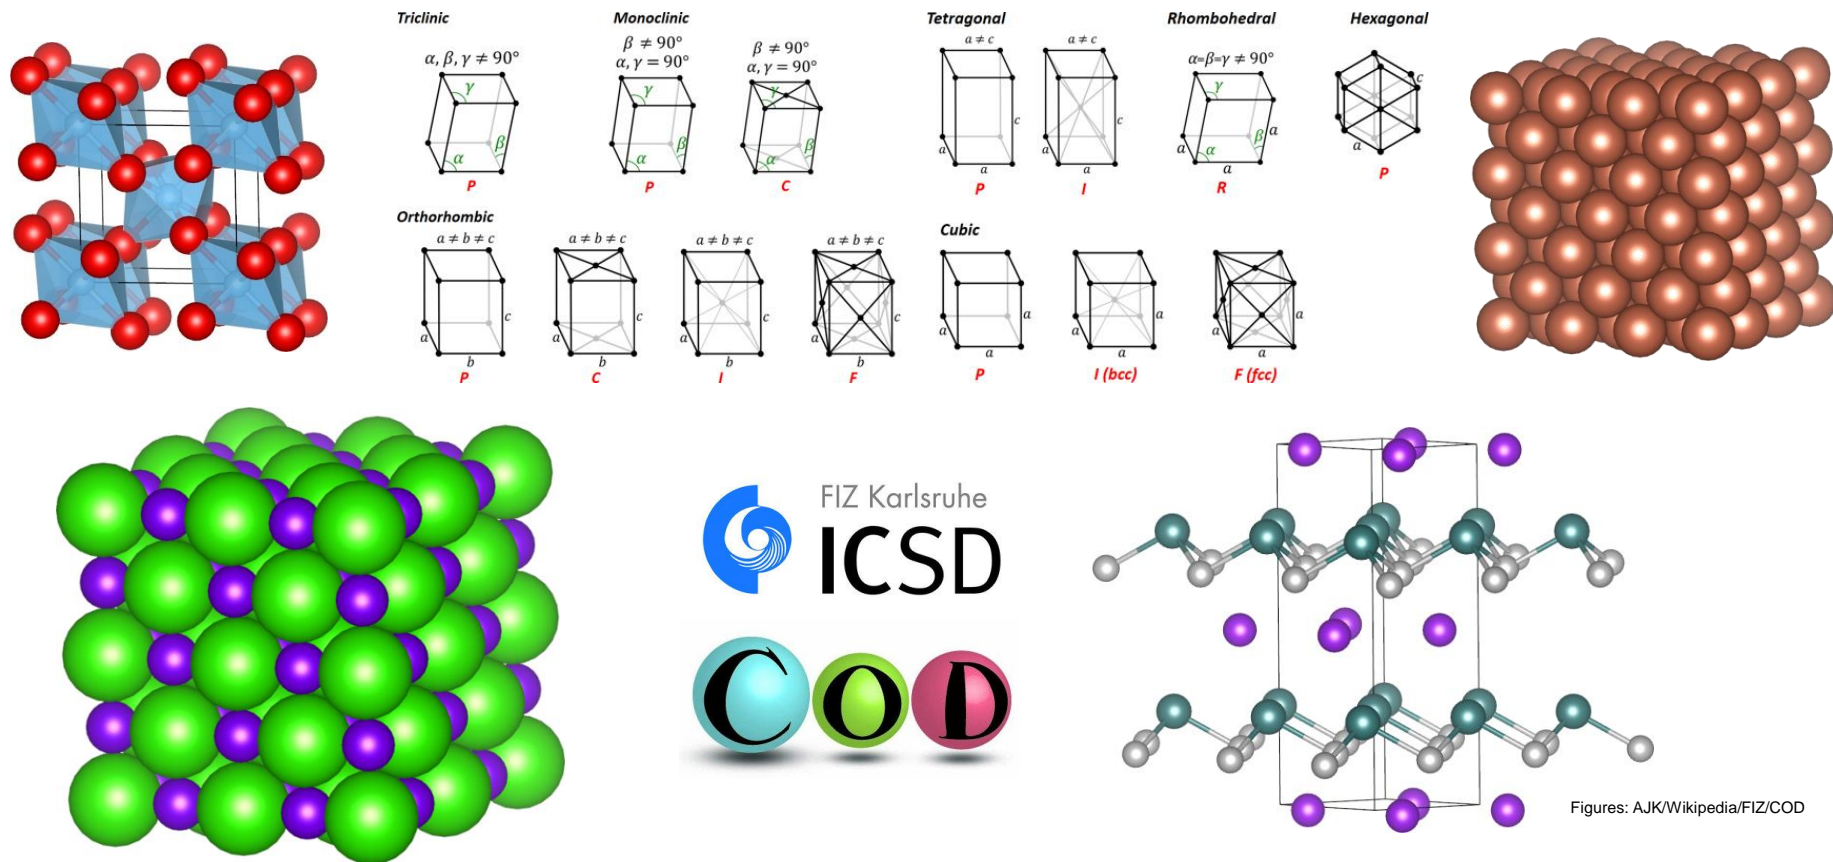 Triclinic
α, β, γ ≠ 90°
γ
β
α
P
Monoclinic
β ≠ 90°
α, γ = 90°
γ
β
α
P
β ≠ 90°
α, γ = 90°
γ
β
α
C
Tetragonal
a ≠ c
c
a
a
P
a ≠ c
c
a
a
I
Rhombohedral
α=β=γ ≠ 90°
γ
a
β
a
α
a
R
Hexagonal
c
a
P
Orthorhombic
a ≠ b ≠ c
c
a
b
P
a ≠ b ≠ c
c
a
b
C
a ≠ b ≠ c
c
a
b
I
a ≠ b ≠ c
c
a
b
F
Cubic
a
a
a
P
a
a
a
I (bcc)
a
a
a
F (fcc)
FIZ Karlsruhe
ICSD
COD
Figures: AJK/Wikipedia/FIZ/COD